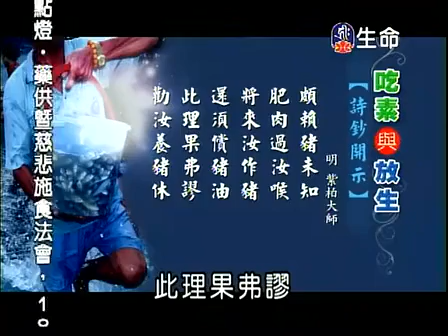 點燈．藥供暨慈悲施食法會，19
生命
吃素與放生
【詩鈔開示】
明 紫柏大師
頗賴豬未知
肥肉過汝喉
將來汝作豬
還須償豬油
此理果弗謬
勸汝養豬休
此理果弗謬